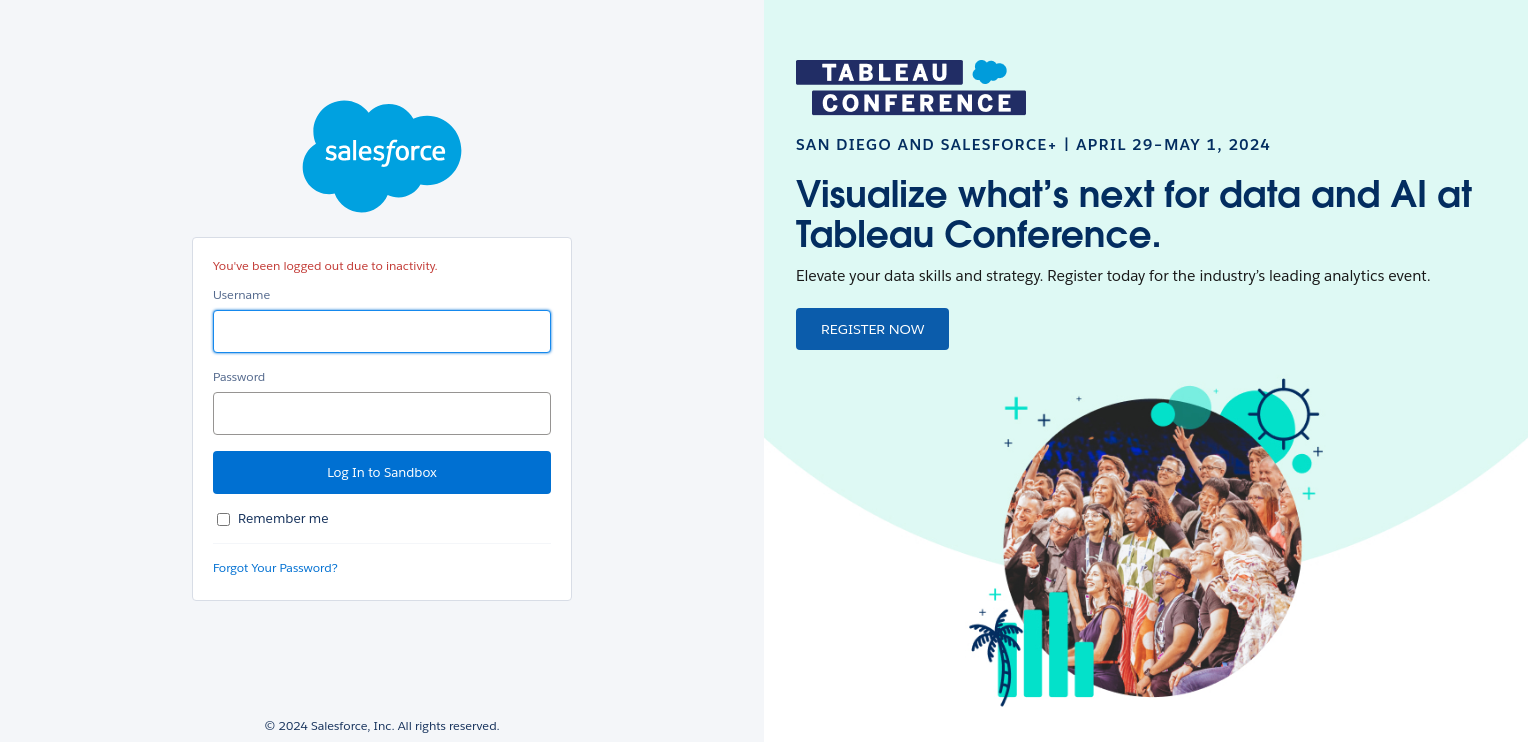 salesforce
You've been logged out due to inactivity.
Username
Password
Log In to Sandbox
Remember me
Forgot Your Password?
© 2024 Salesforce, Inc. All rights reserved.
TABLEAU
CONFERENCE
SAN DIEGO AND SALESFORCE+ | APRIL 29–MAY 1, 2024
Visualize what’s next for data and AI at
Tableau Conference.
Elevate your data skills and strategy. Register today for the industry’s leading analytics event.
REGISTER NOW